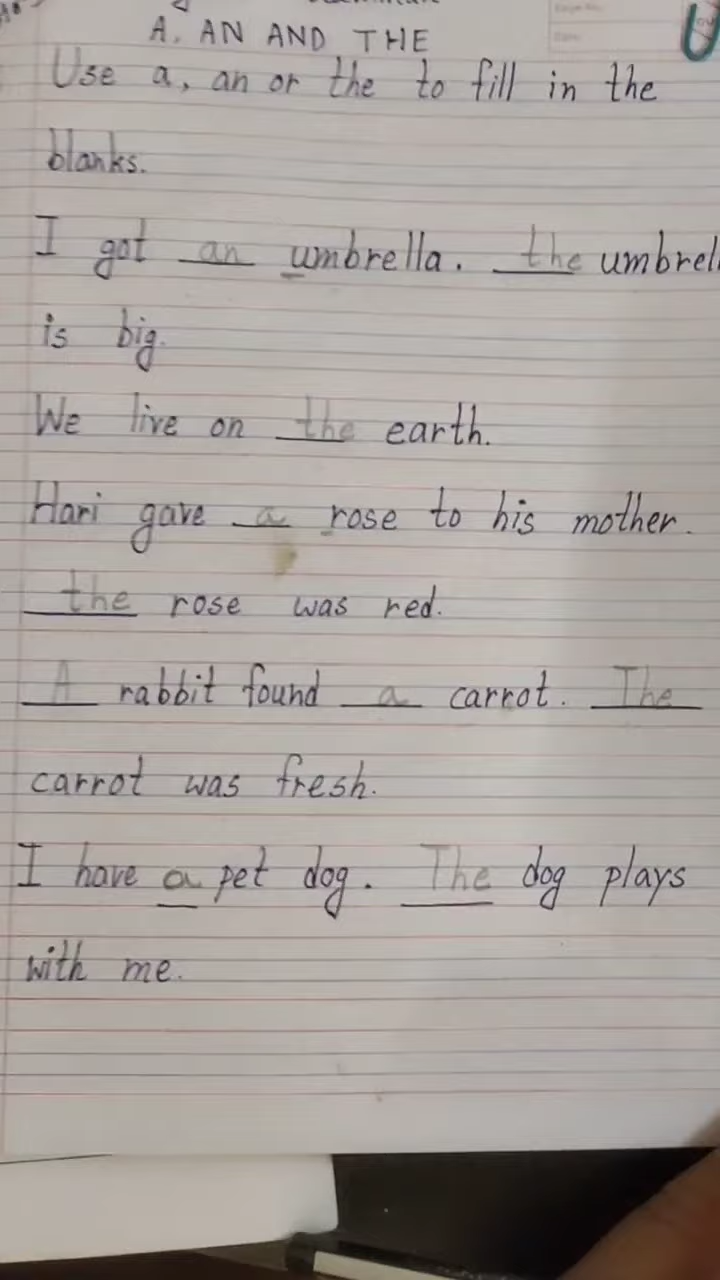 A, AN AND THE
Use a, an or the to fill in the
blanks.
I got an umbrella. the umbrell
is big.
We live on the earth.
Hari gave a rose to his mother.
the rose was red.
A rabbit found a carrot. The
carrot was fresh.
I have a pet dog. The dog plays
with me.